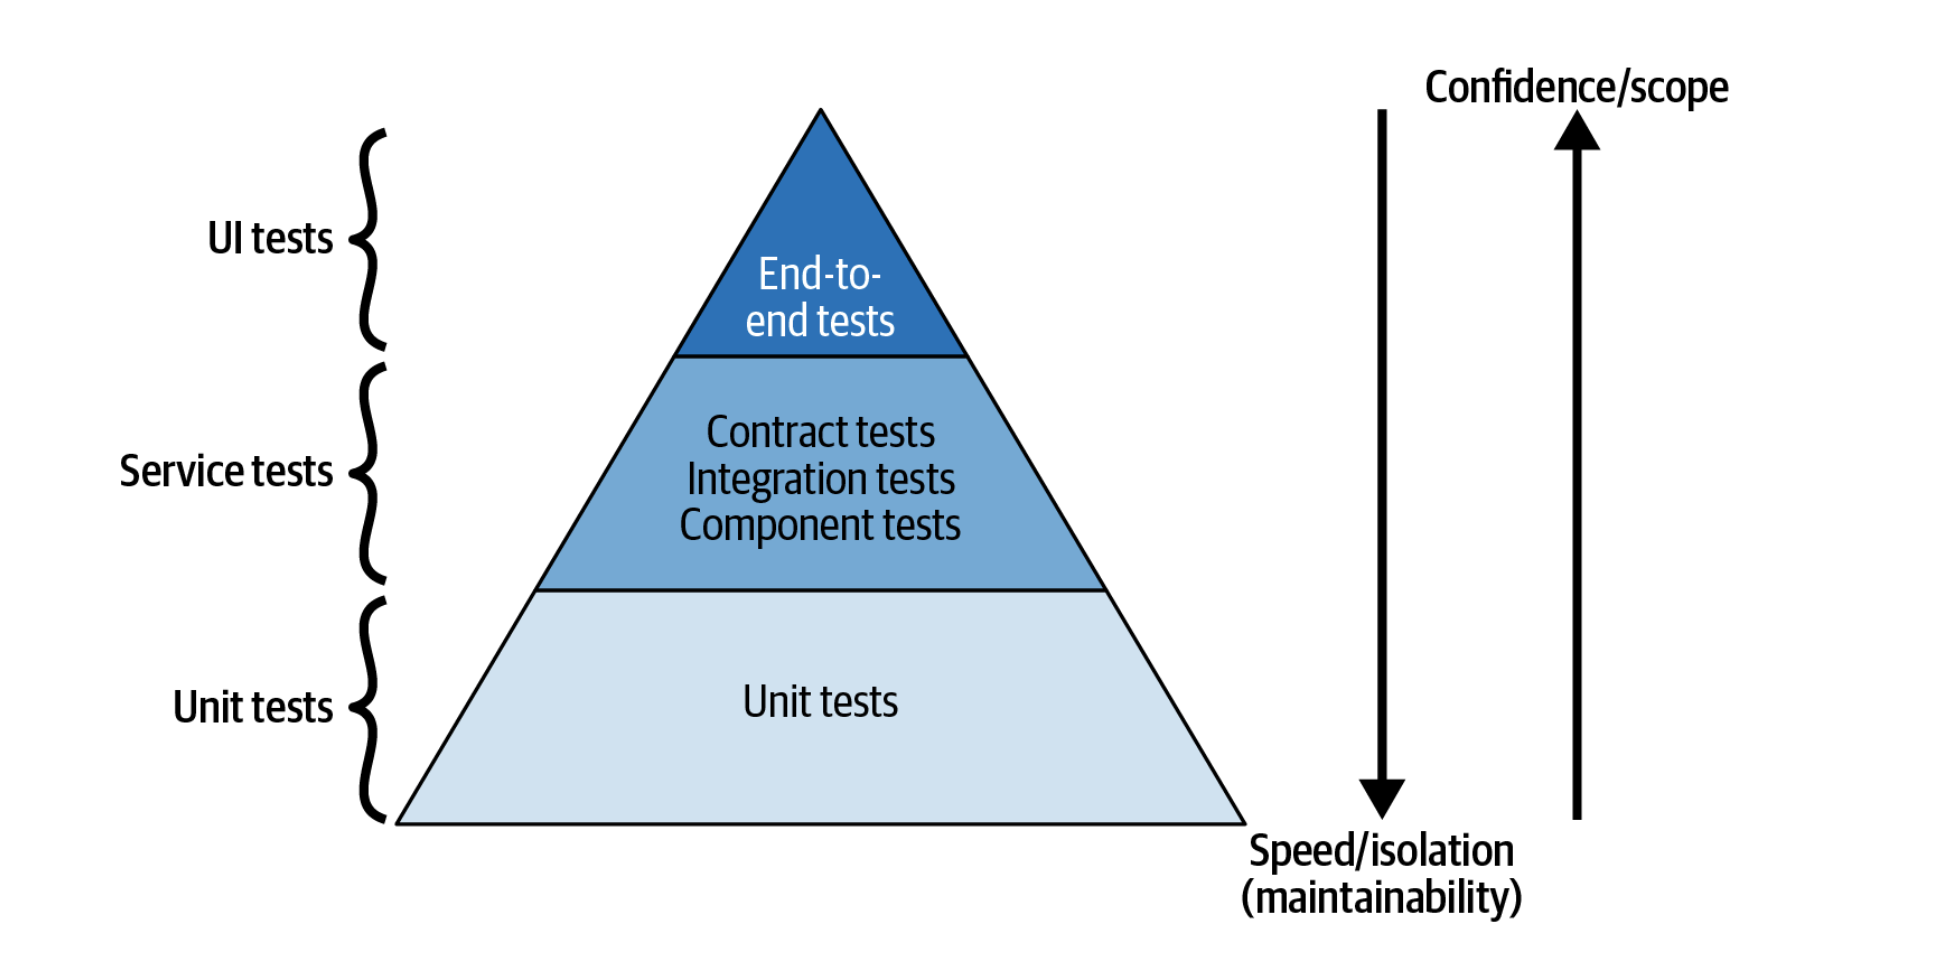 Confidence/scope
UI tests
End-to-
end tests
Service tests
Contract tests
Integration tests
Component tests
Unit tests
Unit tests
Speed/isolation
(maintainability)